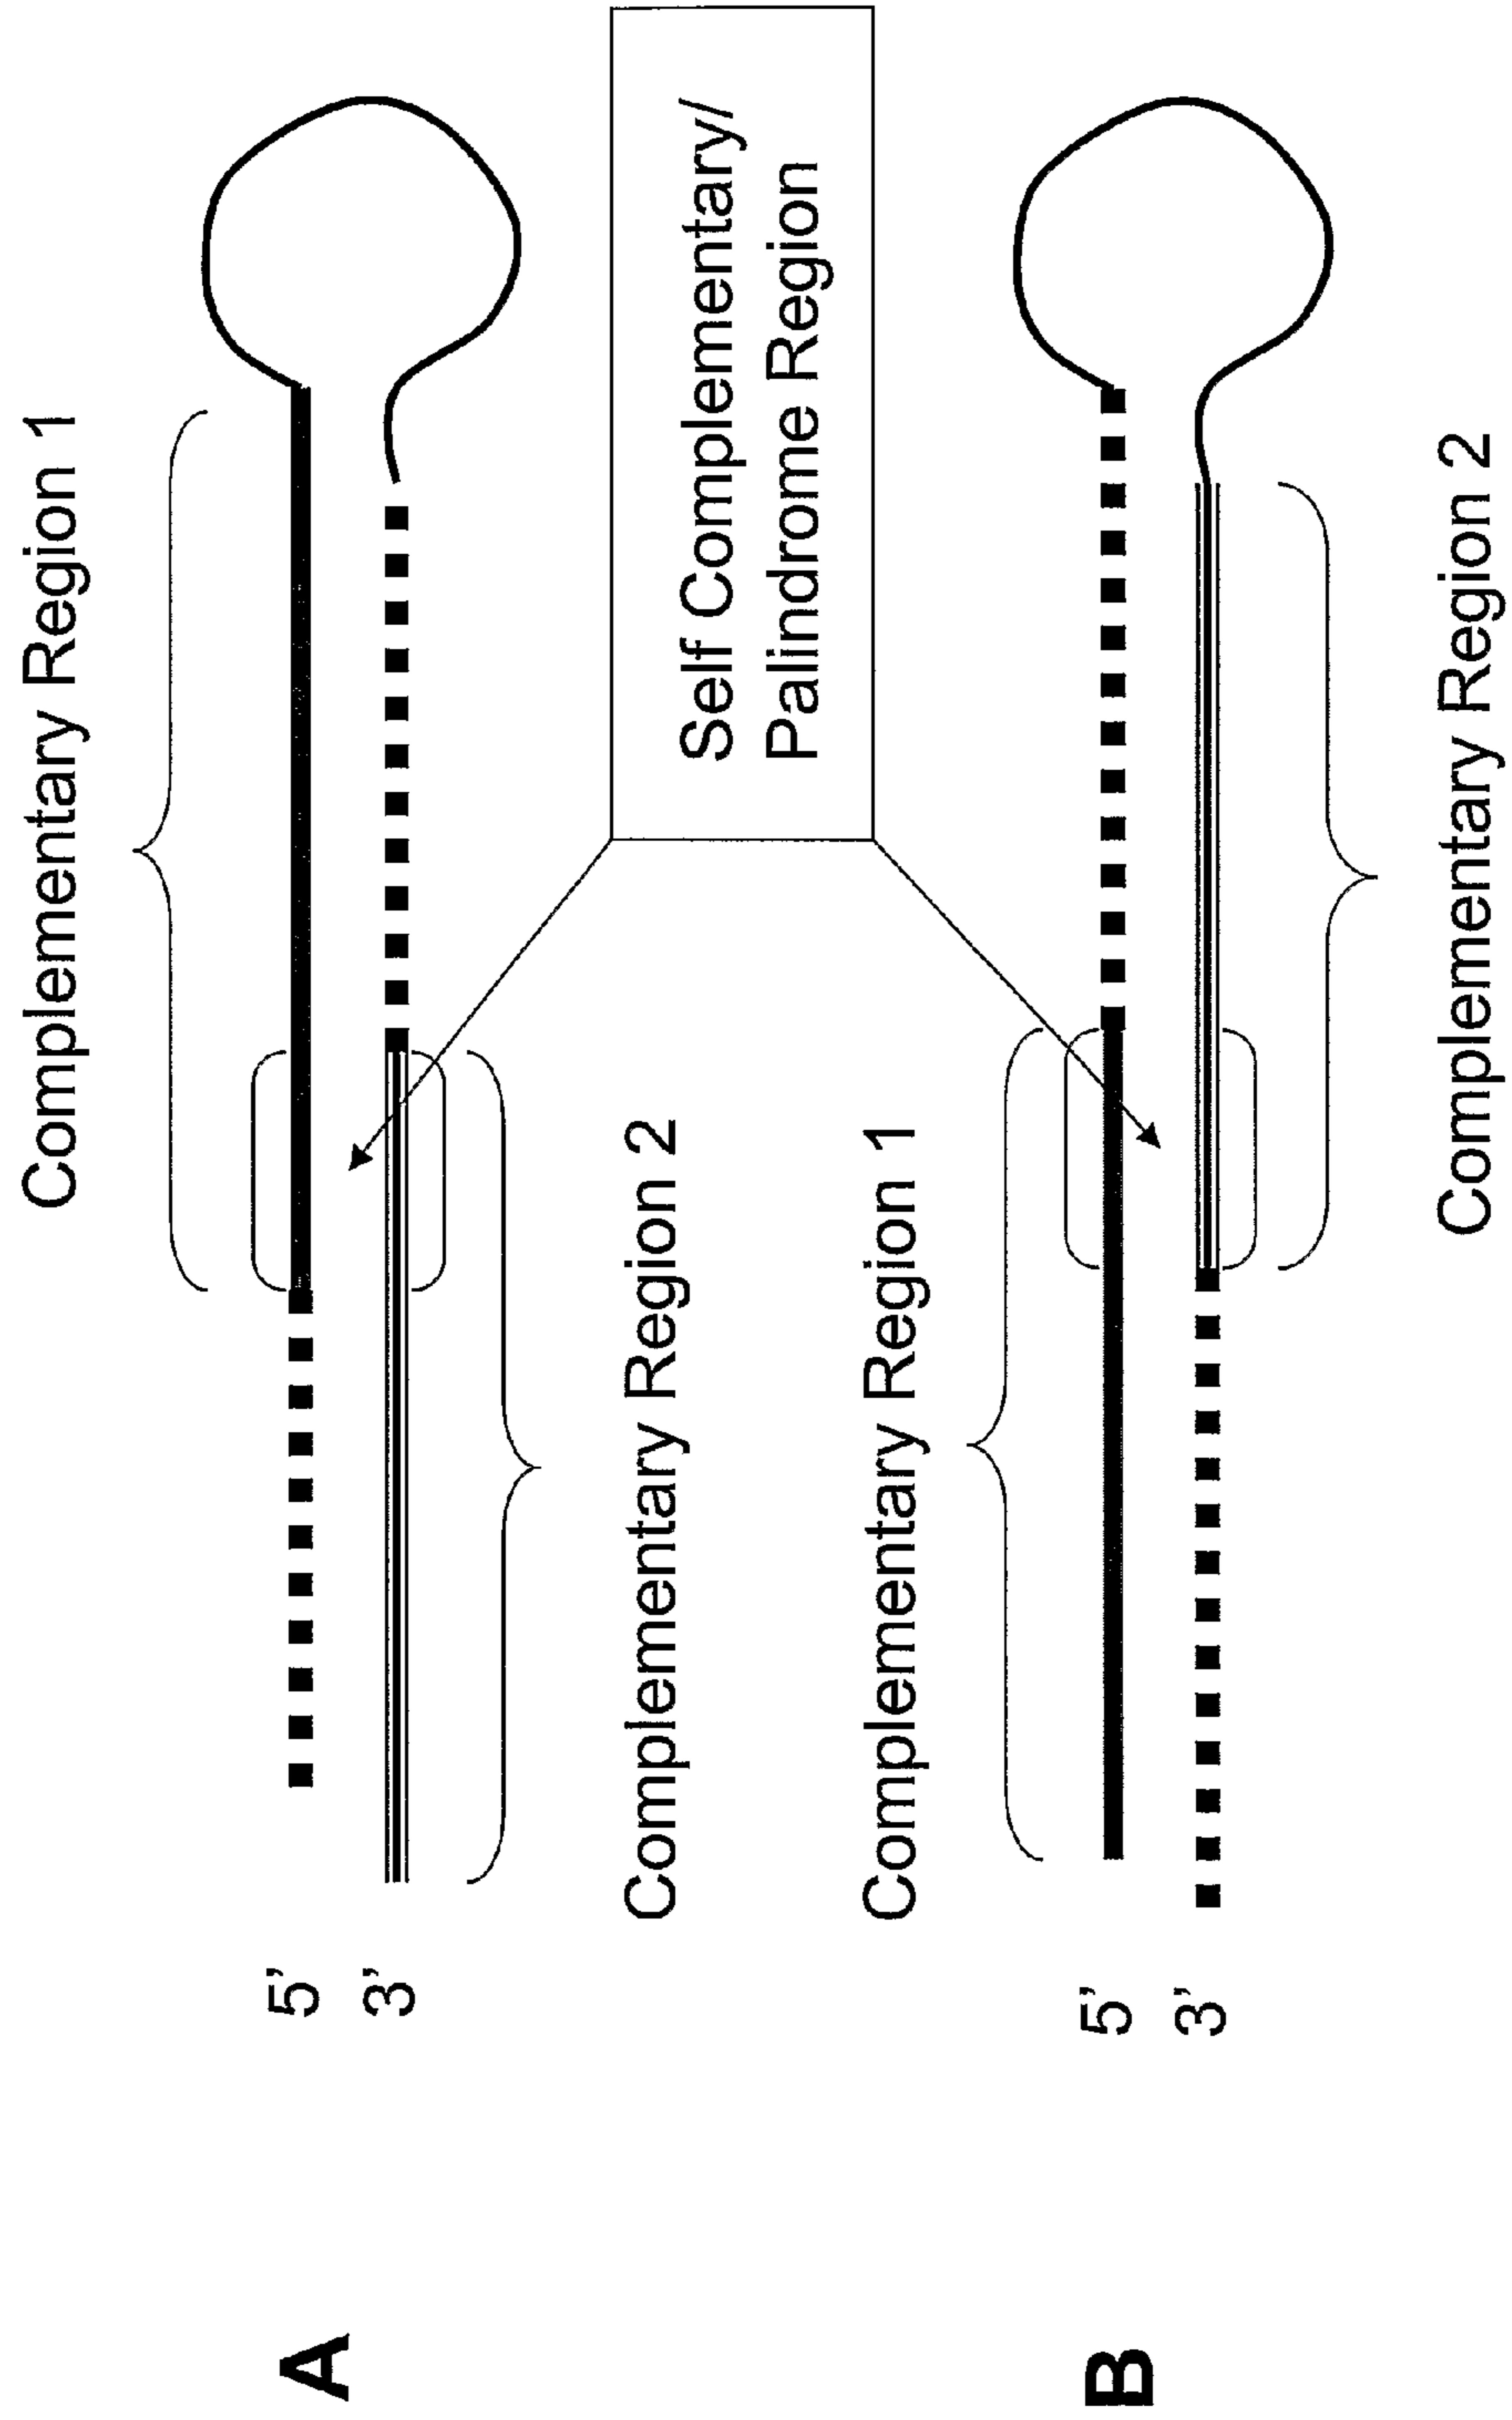 A
Complementary Region 1
5’
3’
Complementary Region 2
Self Complementary/
Palindrome Region
B
Complementary Region 1
5’
3’
Complementary Region 2